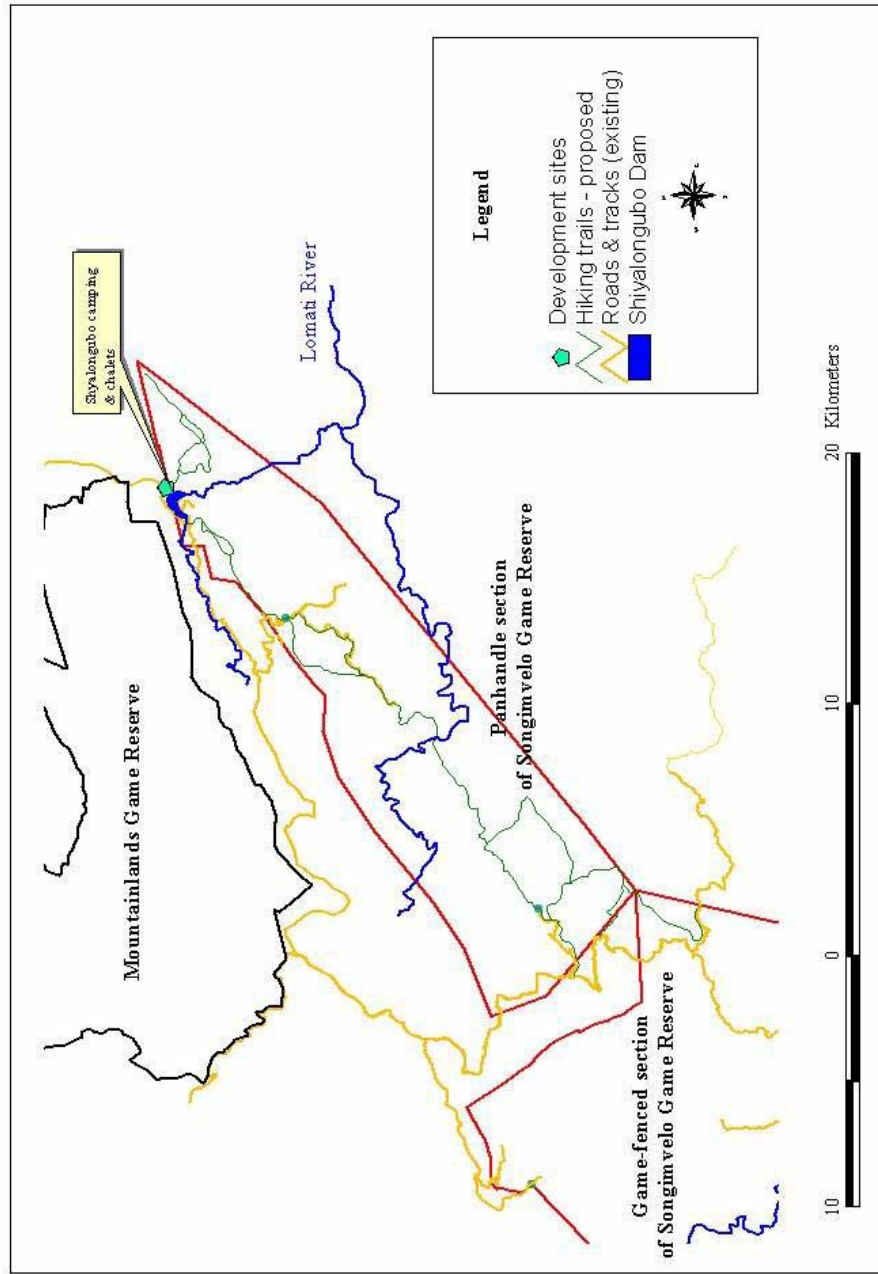 Shyalongubo camping
& chalets
Mountainlands Game Reserve
Lomati River
Panhandle section
of Songimvelo Game Reserve
Game-fenced section
of Songimvelo Game Reserve
Legend
Development sites
Hiking trails - proposed
Roads & tracks (existing)
Shiyalongubo Dam
10 0 10 20 Kilometers